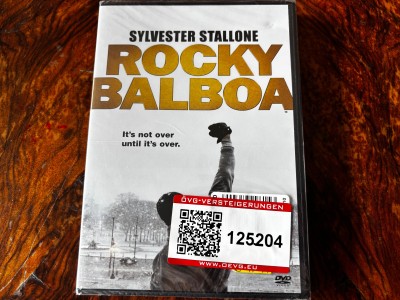 SYLVESTER STALLONE
ROCKY
BALBOA
It's not over
until it's over.
ÖVG-VERSTEIGERUNGEN
125204
WWW.OEVG.EU
DVD